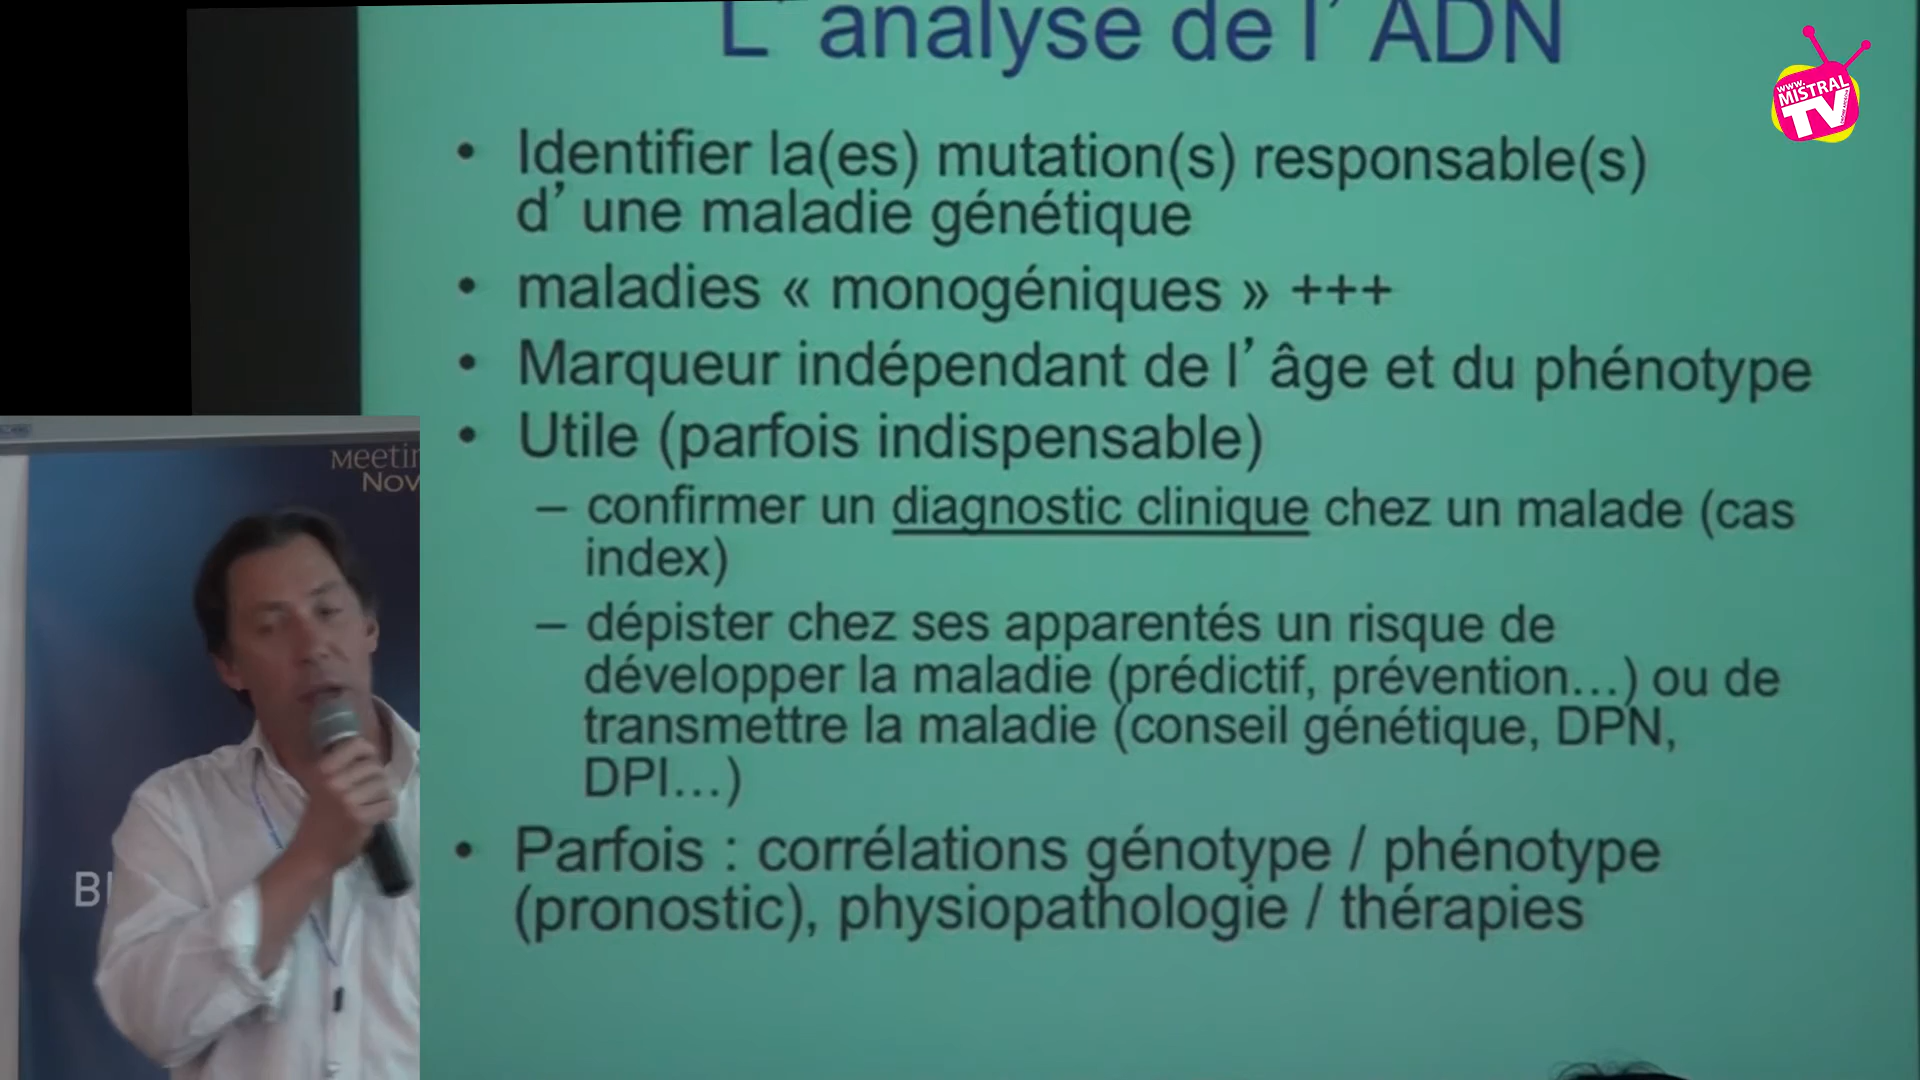 L’analyse de l’ADN
www.
MISTRAL
TV
• Identifier la(es) mutation(s) responsable(s)
d’une maladie génétique
• maladies « monogéniques » +++
• Marqueur indépendant de l’âge et du phénotype
• Utile (parfois indispensable)
– confirmer un diagnostic clinique chez un malade (cas
index)
– dépister chez ses apparentés un risque de
développer la maladie (prédictif, prévention…) ou de
transmettre la maladie (conseil génétique, DPN,
DPI…)
• Parfois : corrélations génotype / phénotype
(pronostic), physiopathologie / thérapies